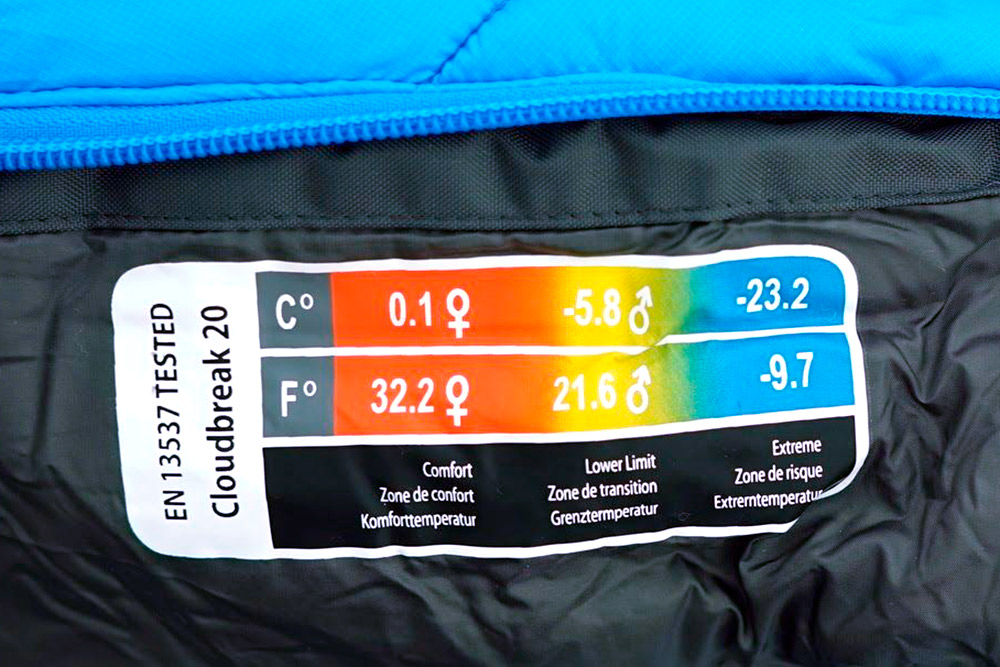 EN 13537 TESTED
Cloudbreak 20
C° 0.1♀ -5.8♂ -23.2
F° 32.2♀ 21.6♂ -9.7
Comfort
Zone de confort
Komforttemperatur
Lower Limit
Zone de transition
Grenztermperatur
Extreme
Zone de risque
Extremtemperatur